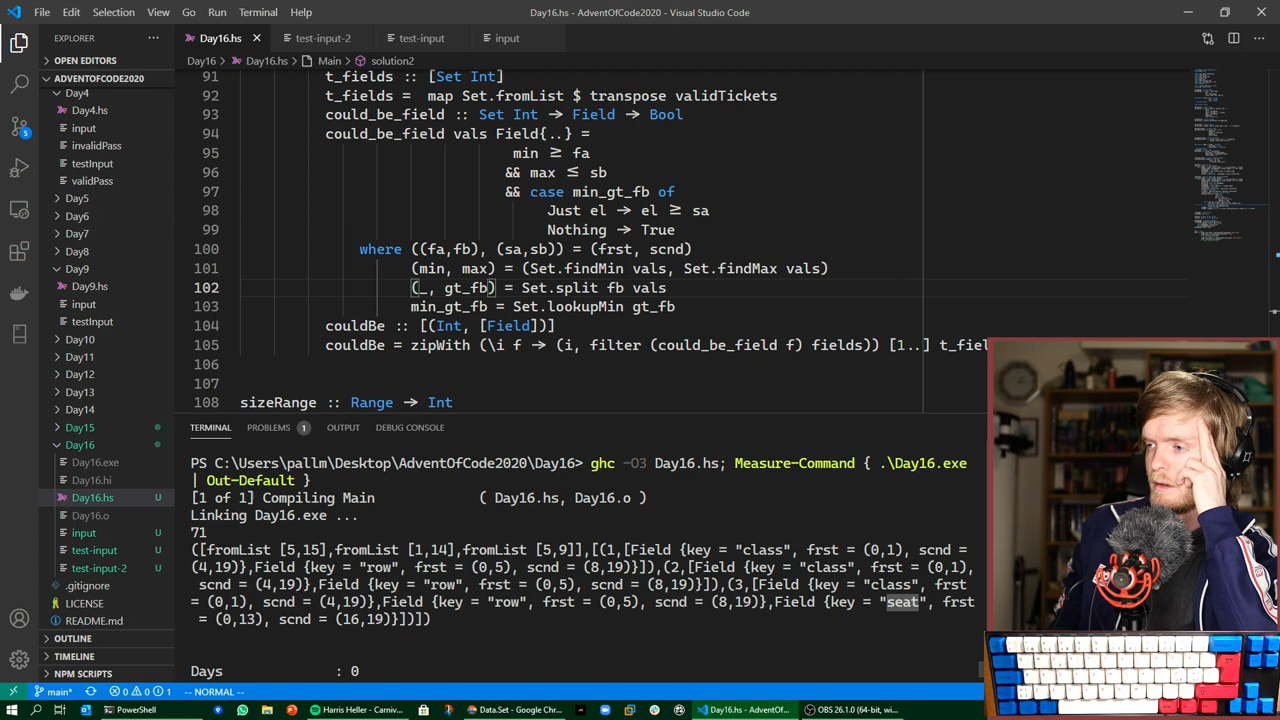 File Edit Selection View Go Run Terminal Help
Day16.hs - AdventOfCode2020 - Visual Studio Code
EXPLORER
Day16.hs
test-input-2
test-input
input
OPEN EDITORS
Day16 > Day16.hs > Main > solution2
ADVENTOFCODE2020
Day4
Day4.hs
input
invalidPass
testInput
validPass
Day5
Day6
Day7
Day8
Day9
Day9.hs
input
testInput
Day10
Day11
Day12
Day13
Day14
Day15
Day16
Day16.exe
Day16.hi
Day16.hs U
Day16.o
input U
test-input U
test-input-2 U
.gitignore
LICENSE
README.md
OUTLINE
TIMELINE
NPM SCRIPTS
91 t_fields :: [Set Int]
92 t_fields = map Set.fromList $ transpose validTickets
93 could_be_field :: Set Int → Field → Bool
94 could_be_field vals Field{..} =
95 min ≥ fa
96 && max ≤ sb
97 && case min_gt_fb of
98 Just el → el ≥ sa
99 Nothing → True
100 where ((fa,fb), (sa,sb)) = (frst, scnd)
101 (min, max) = (Set.findMin vals, Set.findMax vals)
102 (_, gt_fb) = Set.split fb vals
103 min_gt_fb = Set.lookupMin gt_fb
104 couldBe :: [(Int, [Field])]
105 couldBe = zipWith (\i f → (i, filter (could_be_field f) fields)) [1..] t_fiel
106
107
108 sizeRange :: Range → Int
TERMINAL PROBLEMS 1 OUTPUT DEBUG CONSOLE
PS C:\Users\pallm\Desktop\AdventOfCode2020\Day16> ghc -O3 Day16.hs; Measure-Command { .\Day16.exe
| Out-Default }
[1 of 1] Compiling Main ( Day16.hs, Day16.o )
Linking Day16.exe ...
71
([fromList [5,15],fromList [1,14],fromList [5,9]],[(1,[Field {key = "class", frst = (0,1), scnd =
(4,19)},Field {key = "row", frst = (0,5), scnd = (8,19)}]),(2,[Field {key = "class", frst = (0,1),
scnd = (4,19)},Field {key = "row", frst = (0,5), scnd = (8,19)}]),(3,[Field {key = "class", frst
= (0,1), scnd = (4,19)},Field {key = "row", frst = (0,5), scnd = (8,19)},Field {key = "seat", frst
= (0,13), scnd = (16,19)}])])
Days : 0
main* 0 0 1 -- NORMAL --
PowerShell
Harris Heller - Carniv...
Data.Set - Google Chr...
Day16.hs - AdventOf...
OBS 26.1.0 (64-bit, wi...